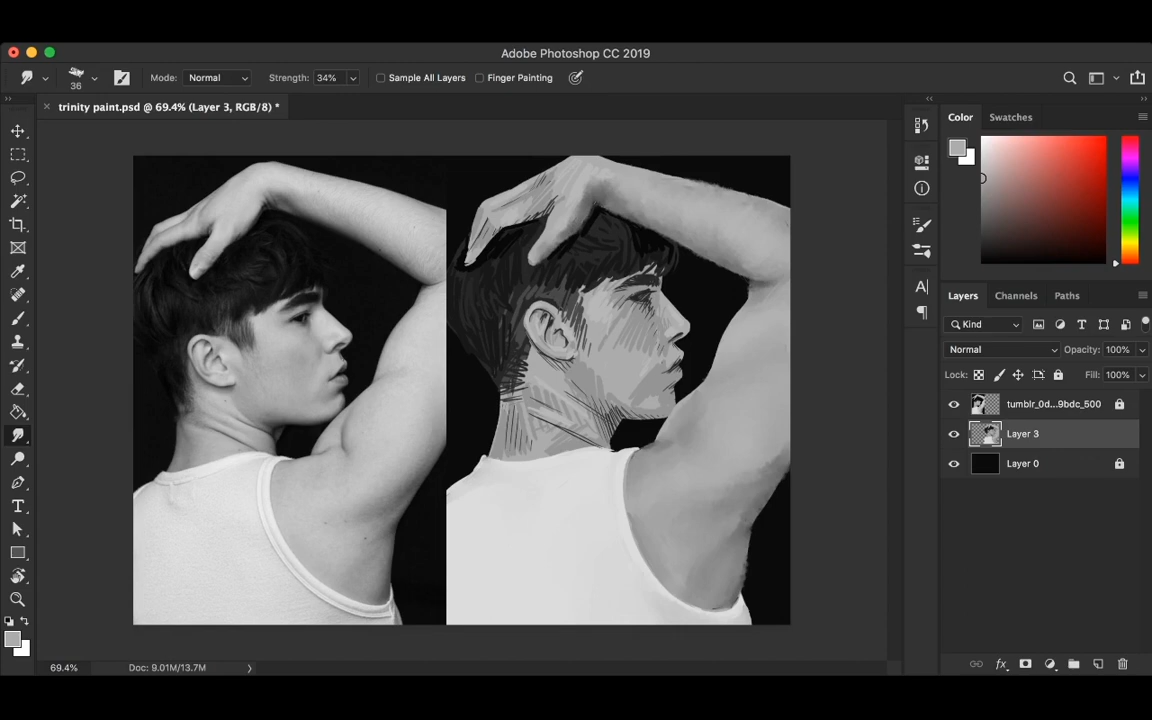 Adobe Photoshop CC 2019
36 Mode: Normal Strength: 34% Sample All Layers Finger Painting
trinity paint.psd @ 69.4% (Layer 3, RGB/8) *
Color Swatches
Layers Channels Paths
Kind
Normal Opacity: 100%
Lock: Fill: 100%
tumblr_0d...9bdc_500
Layer 3
Layer 0
69.4% Doc: 9.01M/13.7M